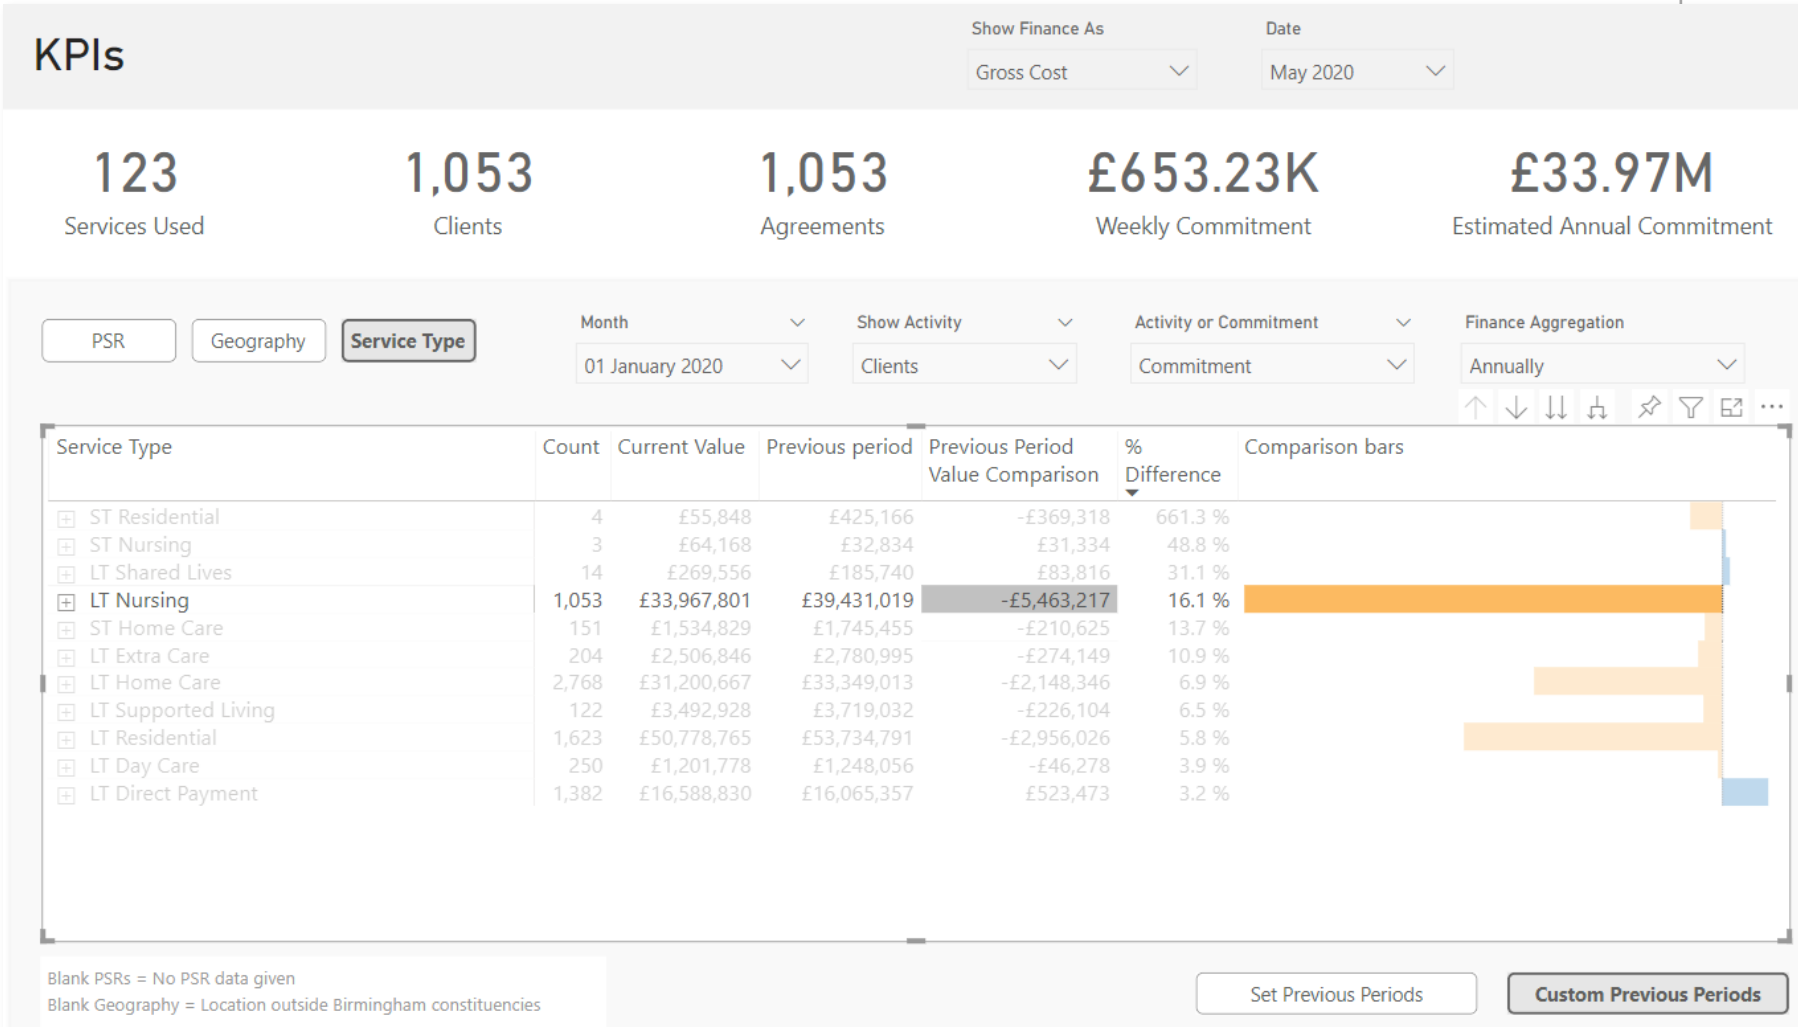 Show Finance As Date
KPIs
Gross Cost May 2020
123 1,053 1,053 £653.23K £33.97M
Services Used Clients Agreements Weekly Commitment Estimated Annual Commitment
Month Show Activity Activity or Commitment Finance Aggregation
PSR Geography Service Type
01 January 2020 Clients Commitment Annually
Service Type Count Current Value Previous period Previous Period Value Comparison % Difference Comparison bars
ST Residential 4 £55,848 £425,166 -£369,318 661.3 %
ST Nursing 3 £64,168 £32,834 £31,334 48.8 %
LT Shared Lives 14 £269,556 £185,740 £83,816 31.1 %
LT Nursing 1,053 £33,967,801 £39,431,019 -£5,463,217 16.1 %
ST Home Care 151 £1,534,829 £1,745,455 -£210,625 13.7 %
LT Extra Care 204 £2,506,846 £2,780,995 -£274,149 10.9 %
LT Home Care 2,768 £31,200,667 £33,349,013 -£2,148,346 6.9 %
LT Supported Living 122 £3,492,928 £3,719,032 -£226,104 6.5 %
LT Residential 1,623 £50,778,765 £53,734,791 -£2,956,026 5.8 %
LT Day Care 250 £1,201,778 £1,248,056 -£46,278 3.9 %
LT Direct Payment 1,382 £16,588,830 £16,065,357 £523,473 3.2 %
Blank PSRs = No PSR data given
Blank Geography = Location outside Birmingham constituencies
Set Previous Periods Custom Previous Periods